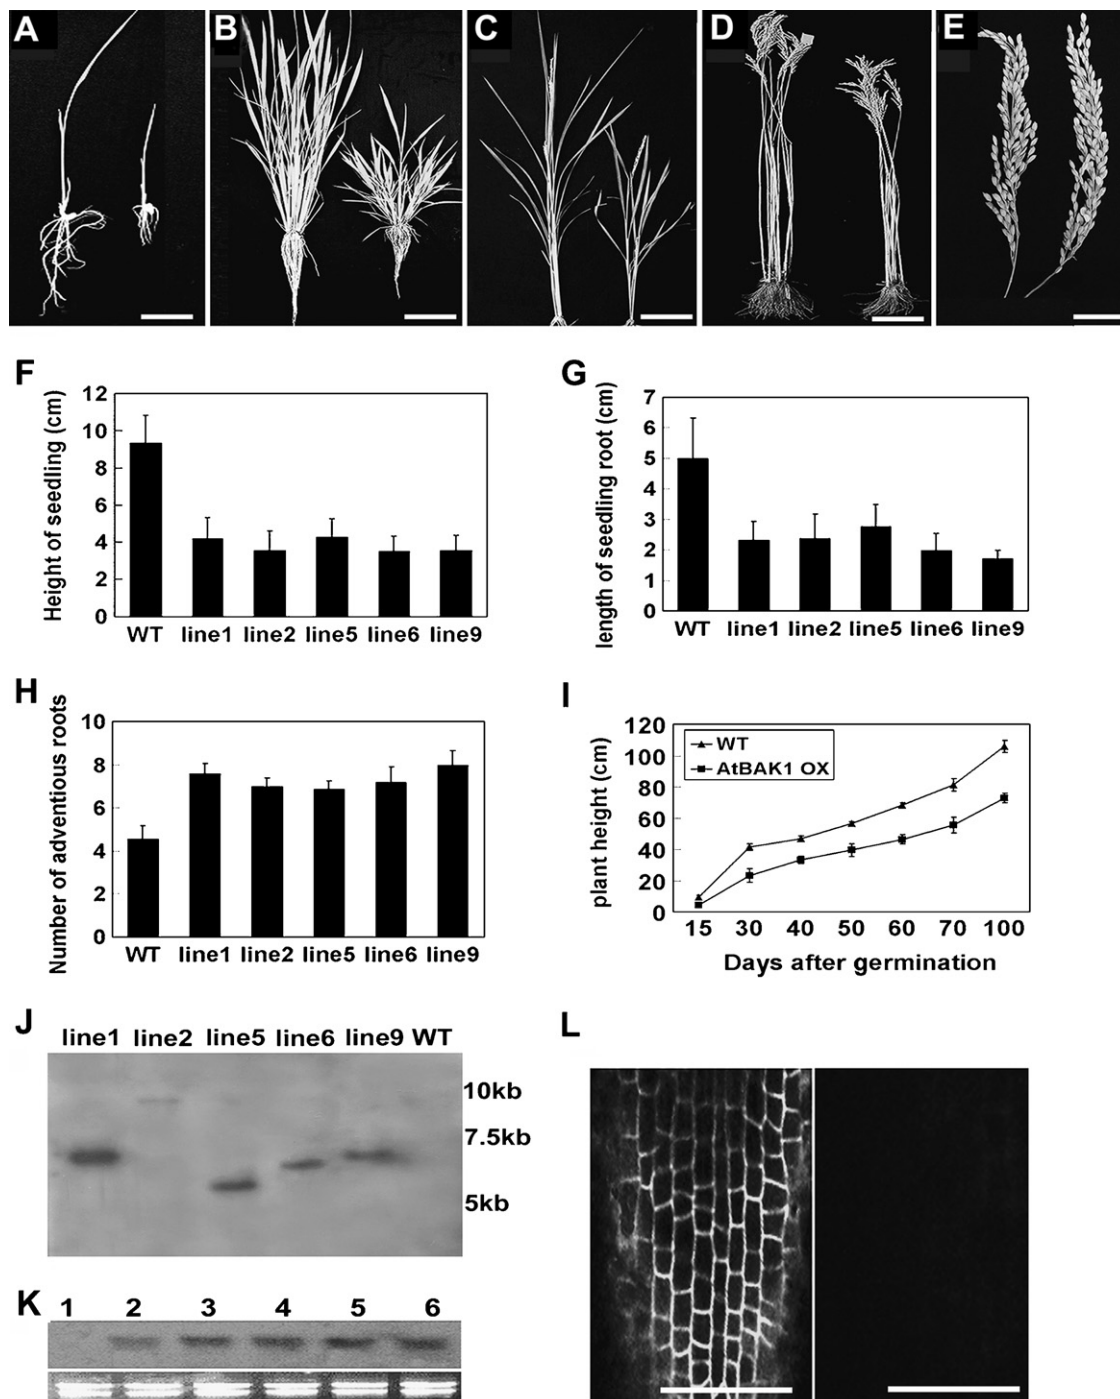 A B C D E
F
Height of seedling (cm)
12
10
8
6
4
2
0
WT line1 line2 line5 line6 line9
G
length of seedling root (cm)
7
6
5
4
3
2
1
0
WT line1 line2 line5 line6 line9
H
Number of adventious roots
10
8
6
4
2
0
WT line1 line2 line5 line6 line9
I
plant height (cm)
120
100
80
60
40
20
0
WT
AtBAK1 OX
15 30 40 50 60 70 100
Days after germination
J
line1 line2 line5 line6 line9 WT
10kb
7.5kb
5kb
K
1 2 3 4 5 6
L